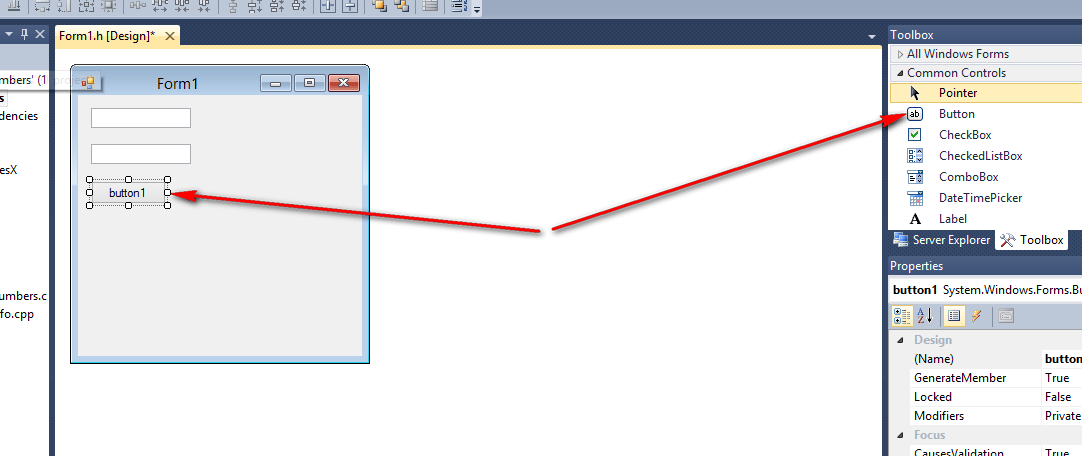 Form1.h [Design]*
Toolbox
All Windows Forms
mbers' (1 project)
Form1
Common Controls
Pointer
s
dencies
ab Button
CheckBox
CheckedListBox
esX
ComboBox
button1
DateTimePicker
A Label
Server Explorer Toolbox
Properties
umbers.c
button1 System.Windows.Forms.Bu
fo.cpp
Design
(Name) button
GenerateMember True
Locked False
Modifiers Private
Focus
CausesValidation True